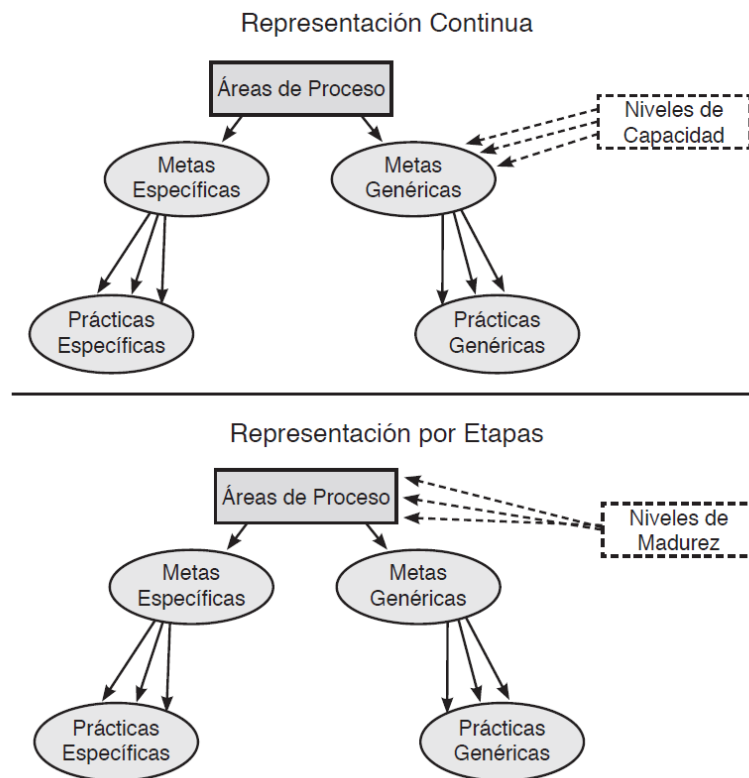 Representación Continua
Áreas de Proceso
Niveles de
Capacidad
Metas
Específicas
Metas
Genéricas
Prácticas
Específicas
Prácticas
Genéricas
Representación por Etapas
Áreas de Proceso
Niveles de
Madurez
Metas
Específicas
Metas
Genéricas
Prácticas
Específicas
Prácticas
Genéricas